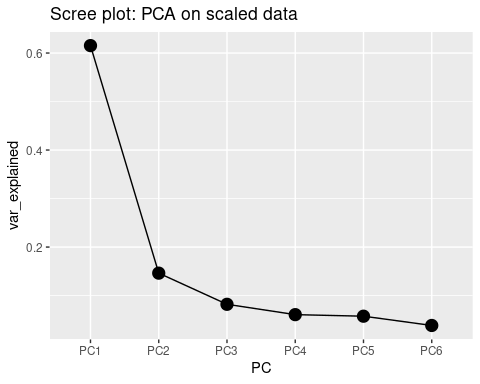 Scree plot: PCA on scaled data
var_explained
0.6
0.4
0.2
PC1 PC2 PC3 PC4 PC5 PC6
PC